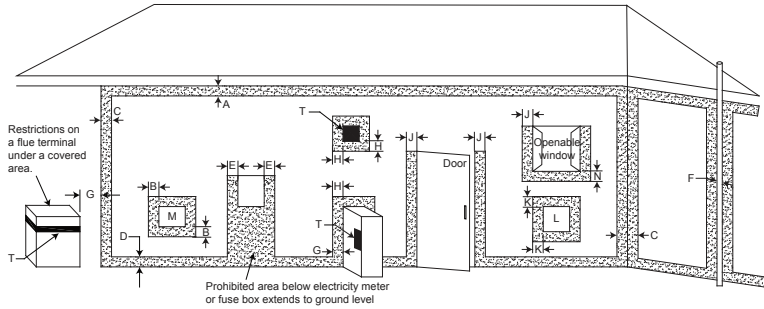 C
A
T
J
J
J
H
H
E
E
Door
Openable
window
N
F
Restrictions on
a flue terminal
under a covered
area.
G
B
M
B
H
K
L
K
T
G
D
C
T
Prohibited area below electricity meter
or fuse box extends to ground level